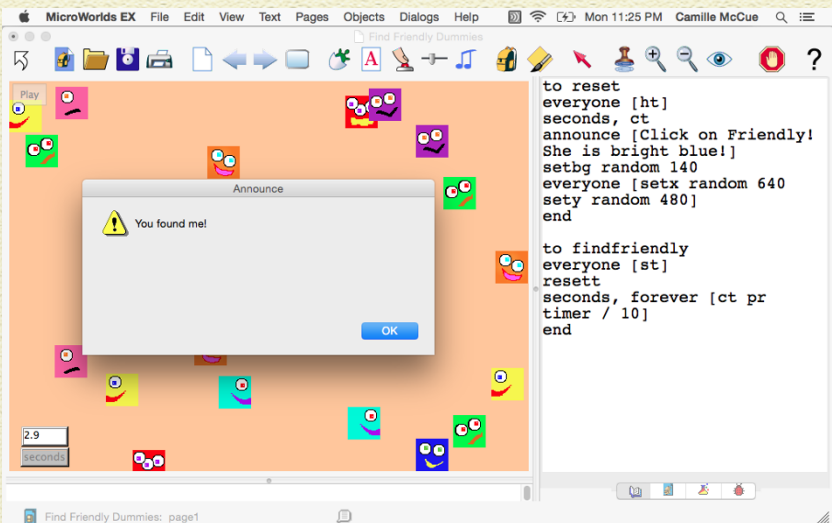 MicroWorlds EX File Edit View Text Pages Objects Dialogs Help Mon 11:25 PM Camille McCue
Find Friendly Dummies
Play
Announce
You found me!
OK
2.9
seconds
to reset
everyone [ht]
seconds, ct
announce [Click on Friendly!
She is bright blue!]
setbg random 140
everyone [setx random 640
sety random 480]
end
to findfriendly
everyone [st]
resett
seconds, forever [ct pr
timer / 10]
end
Find Friendly Dummies: page1